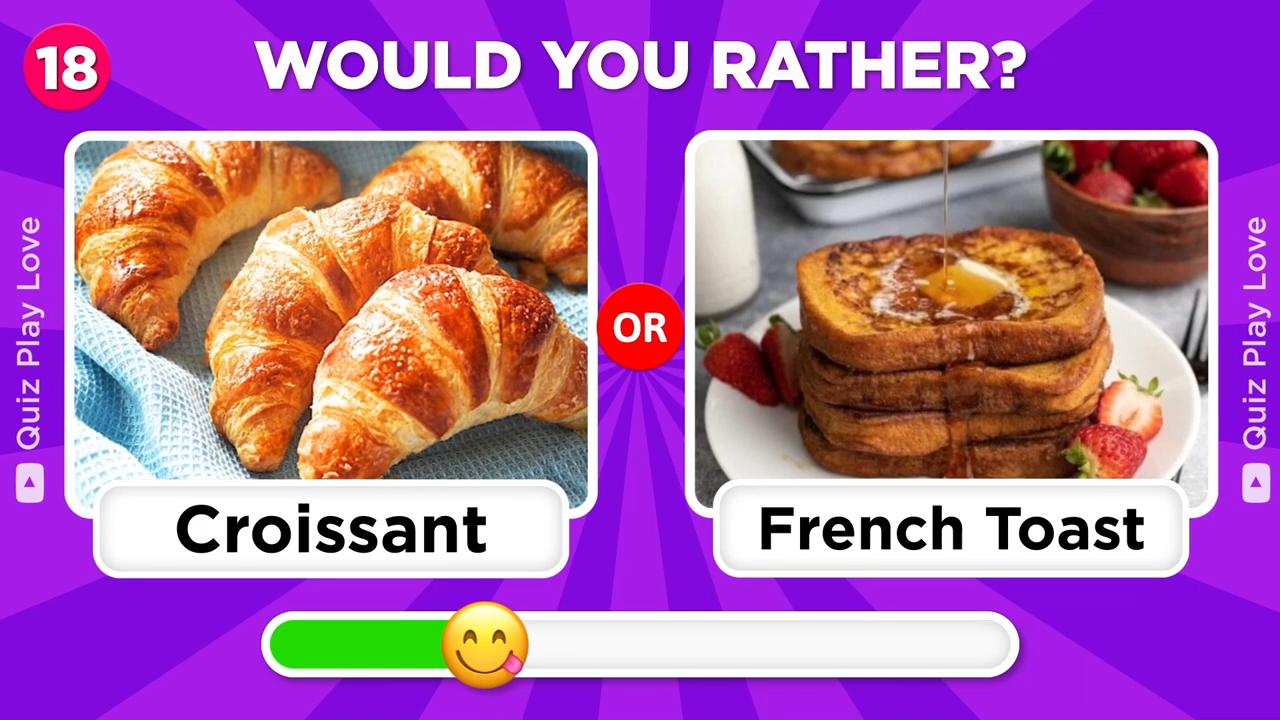 18
WOULD YOU RATHER?
Quiz Play Love
OR
Quiz Play Love
Croissant
French Toast